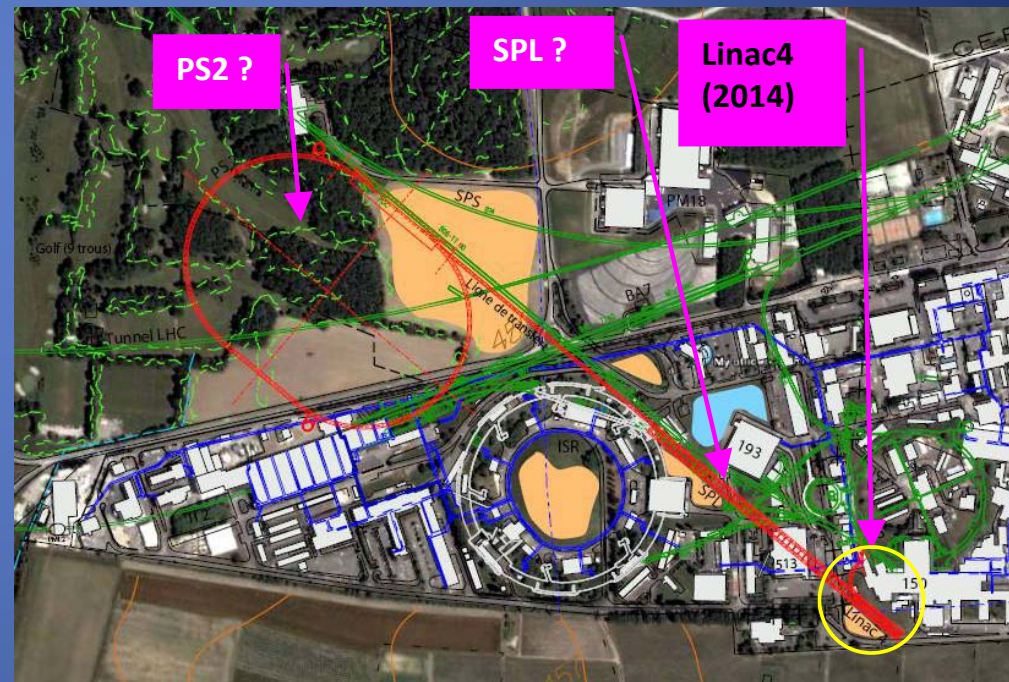 PS2 ?
SPL ?
Linac4
(2014)
SPS
PM18
Golf (9 trous)
BA7
Ligne de transfert
Tunnel LHC
ISR
193
SPL
513
150
Linac